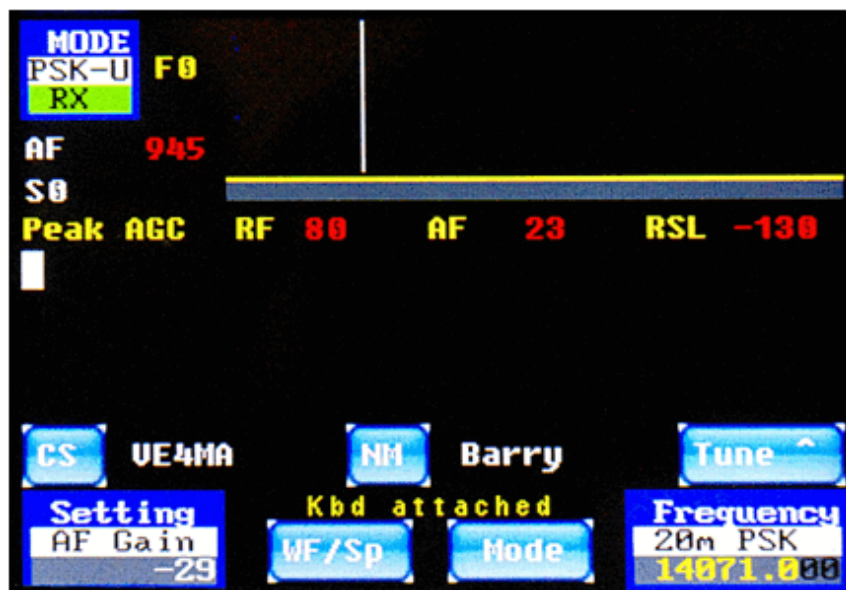 MODE
PSK-U F0
RX
AF 945
S0
Peak AGC RF 80 AF 23 RSL -130
CS VE4MA NM Barry Tune ^
Kbd attached
Setting Frequency
AF Gain WF/Sp Mode 20m PSK
-29 14071.000